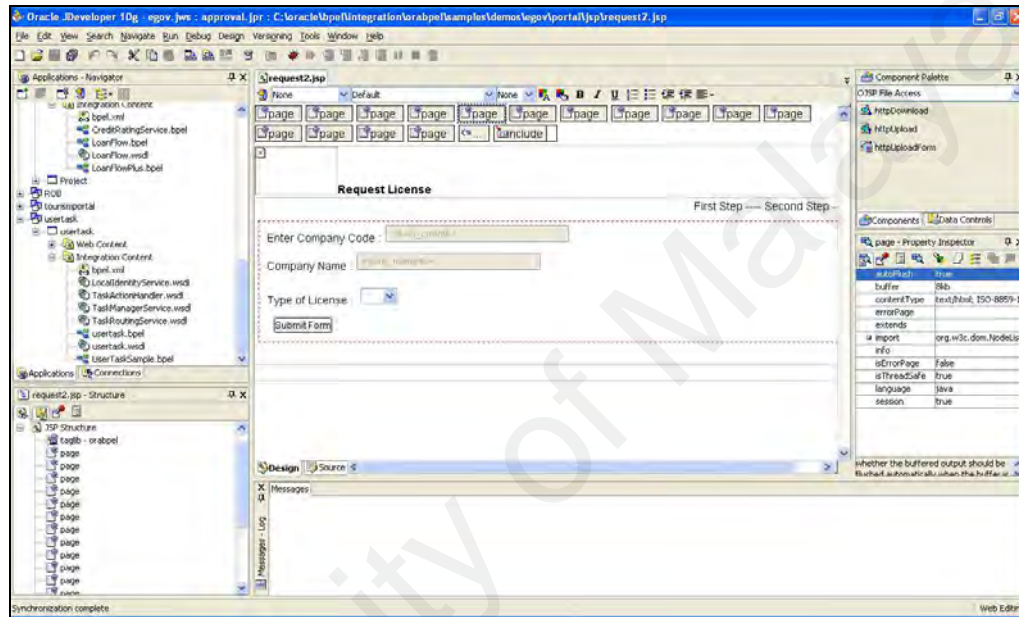 Oracle JDeveloper 10g - egov.jws : approval.jpr : C:\oracle\bpel\integration\orabpel\samples\demos\egov\portal\jsp\request2.jsp
File Edit View Search Navigate Run Debug Design Versioning Tools Window Help
Applications - Navigator
Integration Content
bpel.xml
CreditRatingService.bpel
LoanFlow.bpel
LoanFlow.wsdl
LoanFlowPlus.bpel
Project
ROB
tourismportal
usertask
usertask
Web Content
Integration Content
bpel.xml
LocalIdentityService.wsdl
TaskActionHandler.wsdl
TaskManagerService.wsdl
TaskRoutingService.wsdl
usertask.bpel
usertask.wsdl
UserTaskSample.bpel
Applications Connections
request2.jsp - Structure
JSP Structure
taglib - orabpel
page
page
page
page
page
page
page
page
page
page
page
page
request2.jsp
None Default None B I U
page page page page page page page page page page
page page page page include
Request License
First Step ---- Second Step -
Enter Company Code :
Company Name :
Type of License
Submit Form
Design Source
Messages
Messages - Log
Component Palette
OJSP File Access
httpDownload
httpUpload
httpUploadForm
Components Data Controls
page - Property Inspector
autoFlush true
buffer 8kb
contentType text/html; ISO-8859-1
errorPage
extends
import org.w3c.dom.NodeLis
info
isErrorPage false
isThreadSafe true
language java
session true
whether the buffered output should be
flushed automatically when the buffer is
Synchronization complete
Web Editor
ity of Malaya